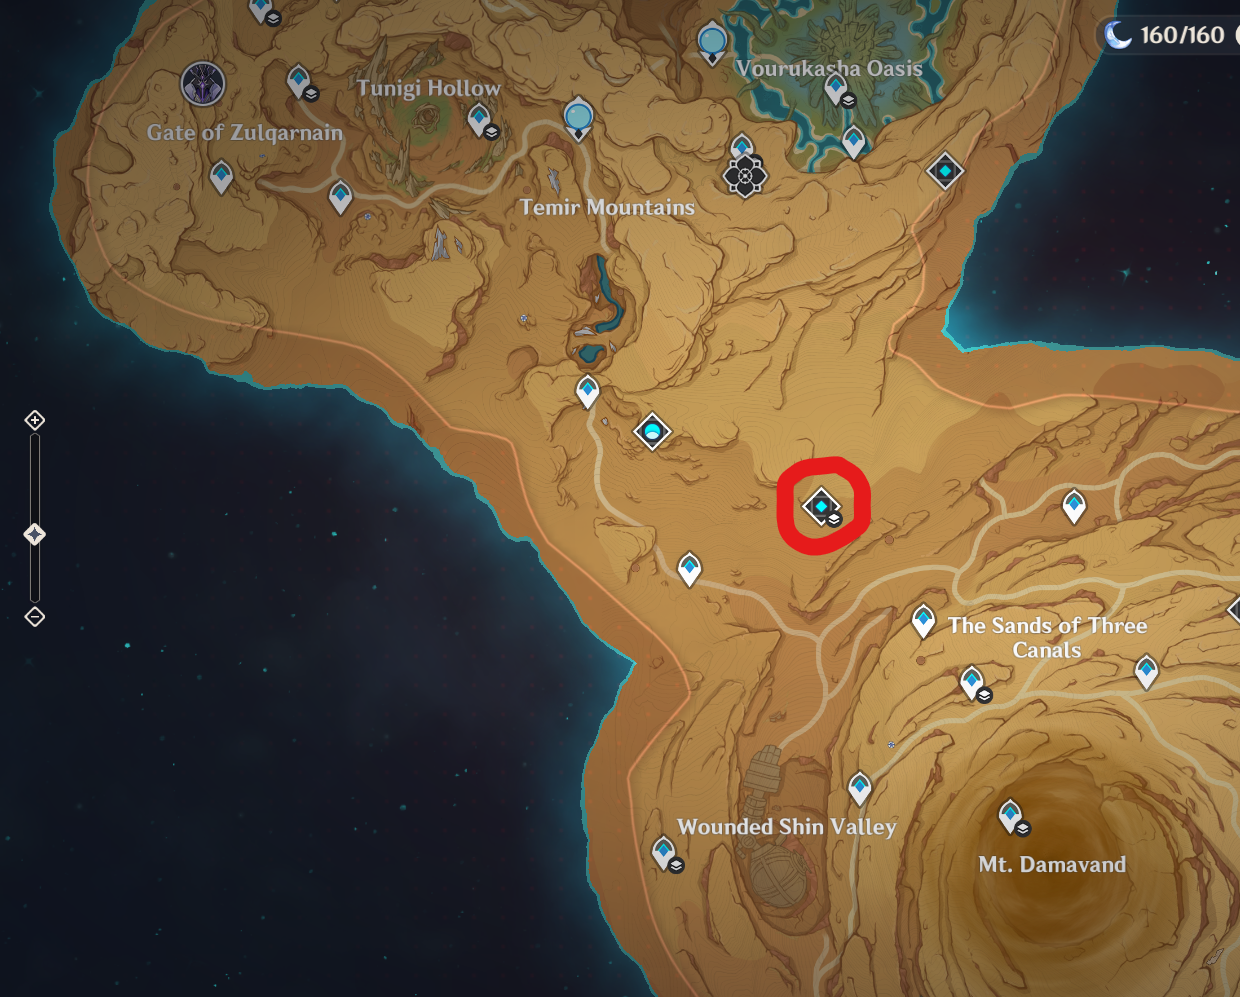 160/160
Vourukasha Oasis
Tunigi Hollow
Gate of Zulqarnain
Temir Mountains
The Sands of Three
Canals
Wounded Shin Valley
Mt. Damavand